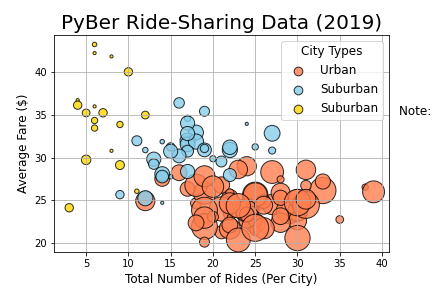 PyBer Ride-Sharing Data (2019)
City Types
Urban
Suburban
Suburban
Note:
Average Fare ($)
40
35
30
25
20
5 10 15 20 25 30 35 40
Total Number of Rides (Per City)